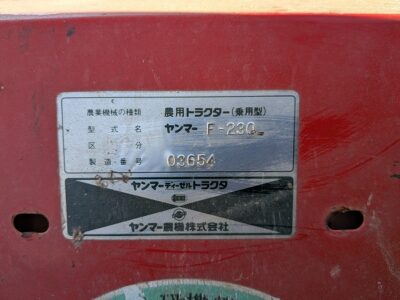 農業機械の種類 農用トラクター(乗用型)
型式名 ヤンマー F-230
区分
製造番号 03654
ヤンマーディーゼルトラクタ
ヤンマー農機株式会社